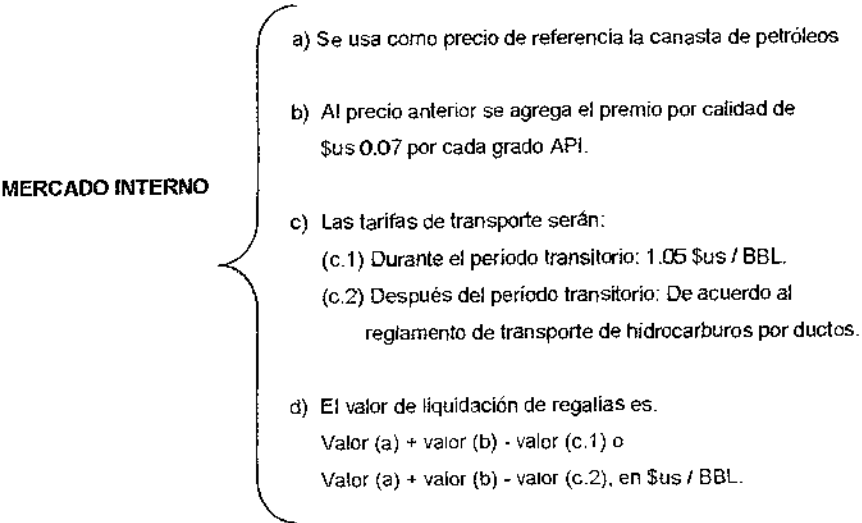 a) Se usa como precio de referencia la canasta de petróleos
b) Al precio anterior se agrega el premio por calidad de
$us 0.07 por cada grado API.
MERCADO INTERNO
c) Las tarifas de transporte serán:
(c.1) Durante el período transitorio: 1.05 $us / BBL.
(c.2) Después del período transitorio: De acuerdo al
reglamento de transporte de hidrocarburos por ductos.
d) El valor de liquidación de regalías es.
Valor (a) + valor (b) - valor (c.1) o
Valor (a) + valor (b) - valor (c.2), en $us / BBL.